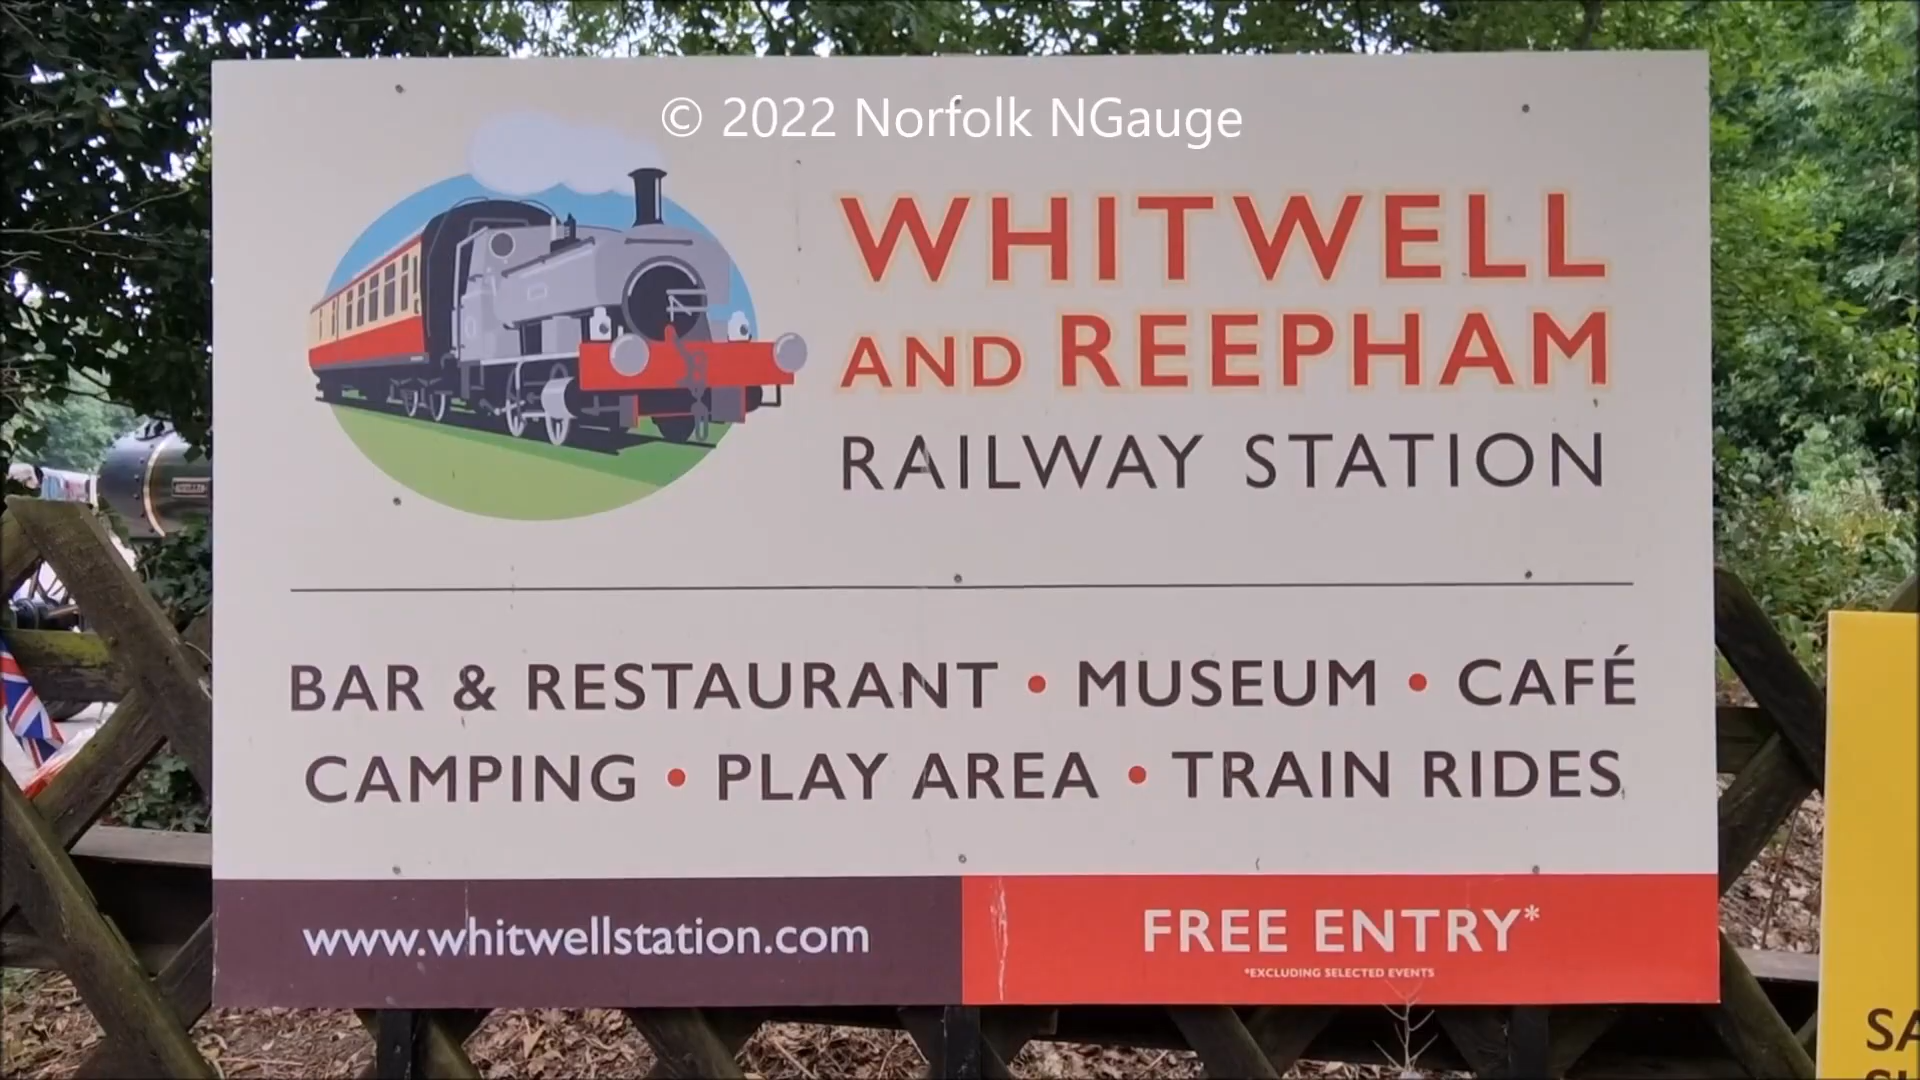 © 2022 Norfolk NGauge
WHITWELL
AND REEPHAM
RAILWAY STATION
BAR & RESTAURANT • MUSEUM • CAFÉ
CAMPING • PLAY AREA • TRAIN RIDES
www.whitwellstation.com
FREE ENTRY*
*EXCLUDING SELECTED EVENTS
SA